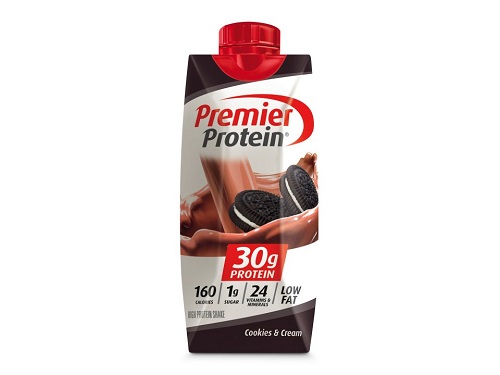 Premier
Protein®
30g
PROTEIN
160 1g 24 LOW
CALORIES SUGAR VITAMINS & FAT
MINERALS
HIGH PROTEIN SHAKE
Cookies & Cream